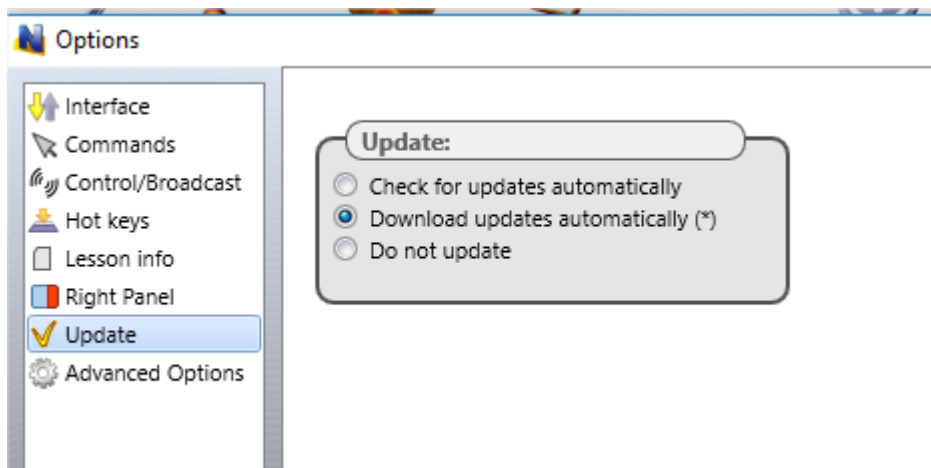 Options
Interface
Commands
Control/Broadcast
Hot keys
Lesson info
Right Panel
Update
Advanced Options
Update:
Check for updates automatically
Download updates automatically (*)
Do not update